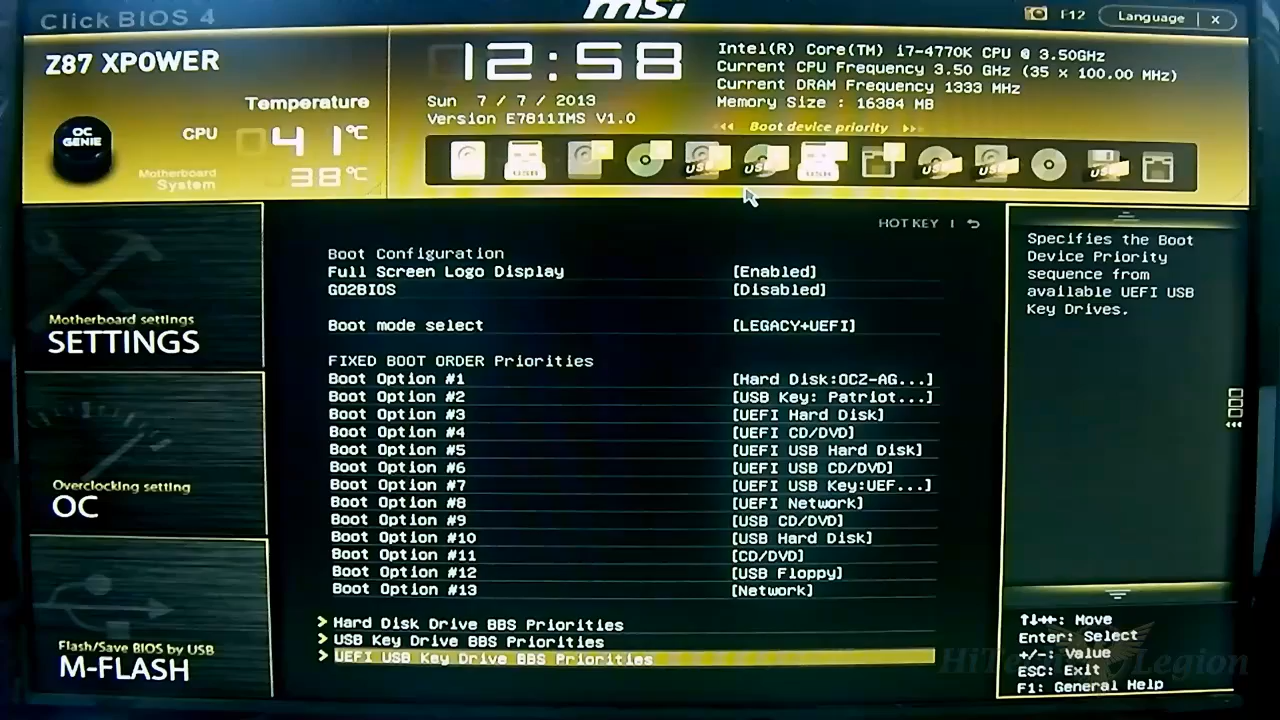 Click BIOS 4
msi
F12 Language | X
Z87 XPOWER
OC GENIE
Temperature
CPU 41°C
Motherboard System 38°C
12:58
Sun 7 / 7 / 2013
Version E7811IMS V1.0
Intel(R) Core(TM) i7-4770K CPU @ 3.50GHz
Current CPU Frequency 3.50 GHz (35 x 100.00 MHz)
Current DRAM Frequency 1333 MHz
Memory Size : 16384 MB
Boot device priority
USB USB USB USB USB USB USB
HOT KEY |
Motherboard settings
SETTINGS
Overclocking setting
OC
Flash/Save BIOS by USB
M-FLASH
Boot Configuration
Full Screen Logo Display [Enabled]
GO2BIOS [Disabled]
Boot mode select [LEGACY+UEFI]
FIXED BOOT ORDER Priorities
Boot Option #1 [Hard Disk:OCZ-AG...]
Boot Option #2 [USB Key: Patriot...]
Boot Option #3 [UEFI Hard Disk]
Boot Option #4 [UEFI CD/DVD]
Boot Option #5 [UEFI USB Hard Disk]
Boot Option #6 [UEFI USB CD/DVD]
Boot Option #7 [UEFI USB Key:UEF...]
Boot Option #8 [UEFI Network]
Boot Option #9 [USB CD/DVD]
Boot Option #10 [USB Hard Disk]
Boot Option #11 [CD/DVD]
Boot Option #12 [USB Floppy]
Boot Option #13 [Network]
> Hard Disk Drive BBS Priorities
> USB Key Drive BBS Priorities
> UEFI USB Key Drive BBS Priorities
Specifies the Boot
Device Priority
sequence from
available UEFI USB
Key Drives.
↑↓←→: Move
Enter: Select
+/-: Value
ESC: Exit
F1: General Help
HiTech Legion